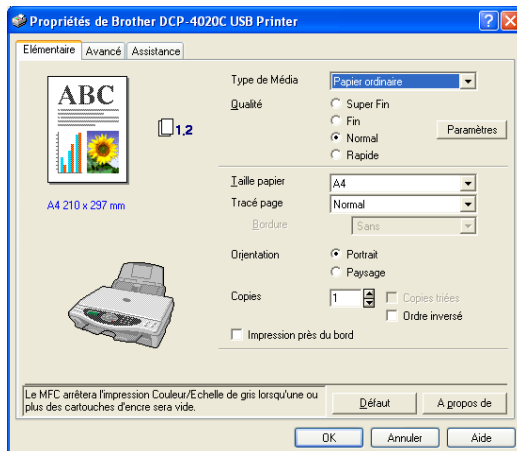 Propriétés de Brother DCP-4020C USB Printer
Elémentaire Avancé Assistance
ABC
1,2
A4 210 x 297 mm
Type de Média Papier ordinaire
Qualité Super Fin
Fin
Normal Paramètres
Rapide
Taille papier A4
Tracé page Normal
Bordure Sans
Orientation Portrait
Paysage
Copies 1 Copies triées
Ordre inversé
Impression près du bord
Le MFC arrêtera l'impression Couleur/Echelle de gris lorsqu'une ou
plus des cartouches d'encre sera vide.
Défaut A propos de
OK Annuler Aide